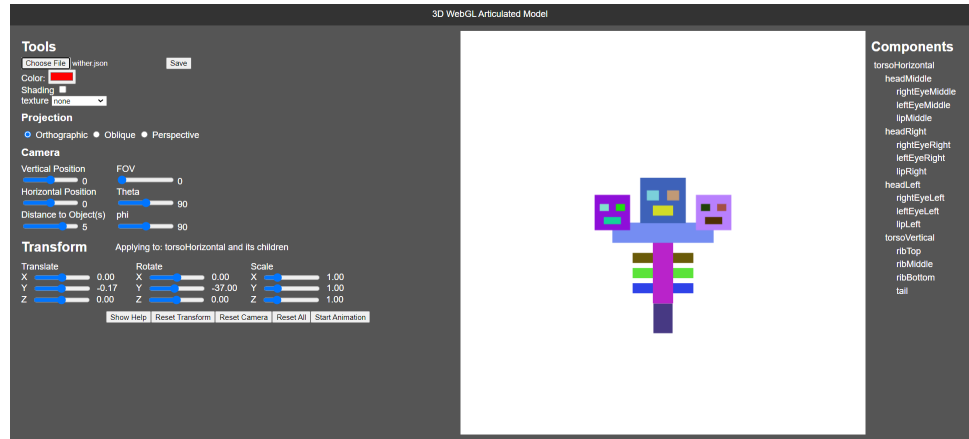 3D WebGL Articulated Model
Tools
Choose File wither.json Save
Color:
Shading
texture none
Projection
Orthographic Oblique Perspective
Camera
Vertical Position FOV
0 0
Horizontal Position Theta
0 90
Distance to Object(s) phi
5 90
Transform Applying to: torsoHorizontal and its children
Translate Rotate Scale
X 0.00 X 0.00 X 1.00
Y -0.17 Y -37.00 Y 1.00
Z 0.00 Z 0.00 Z 1.00
Show Help Reset Transform Reset Camera Reset All Start Animation
Components
torsoHorizontal
headMiddle
rightEyeMiddle
leftEyeMiddle
lipMiddle
headRight
rightEyeRight
leftEyeRight
lipRight
headLeft
rightEyeLeft
leftEyeLeft
lipLeft
torsoVertical
ribTop
ribMiddle
ribBottom
tail